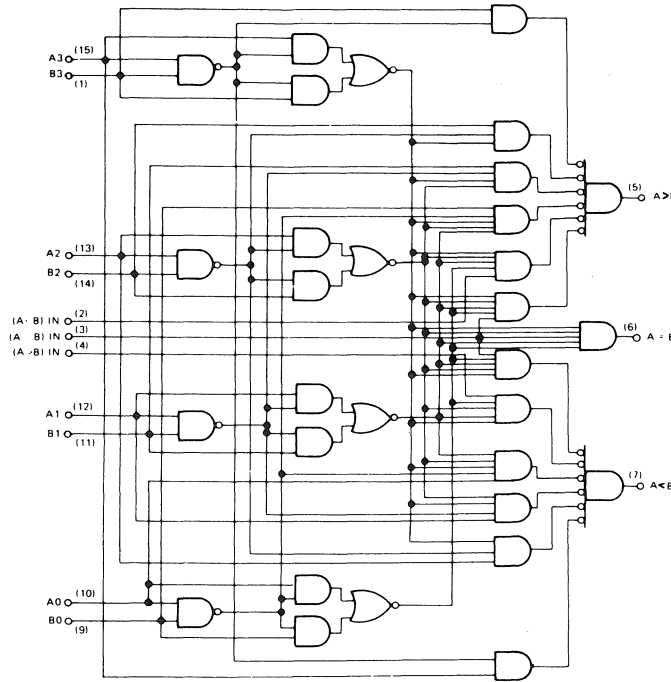 A3 (15)
B3 (1)
(5) A>
A2 (13)
B2 (14)
(A · B) IN (2)
(A B) IN (3)
(A > B) IN (4)
(6) A = B
A1 (12)
B1 (11)
(7) A<B
A0 (10)
B0 (9)